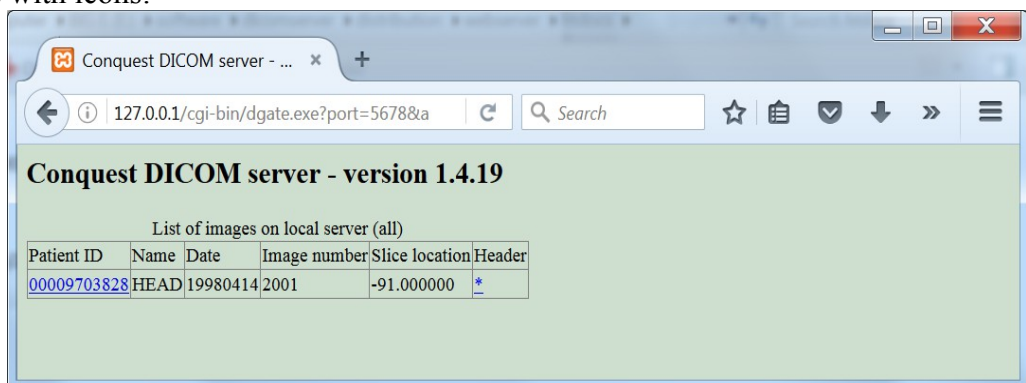 with icons.
Conquest DICOM server - ...
127.0.0.1/cgi-bin/dgate.exe?port=5678&a
Search
Conquest DICOM server - version 1.4.19
List of images on local server (all)
Patient ID Name Date Image number Slice location Header
00009703828 HEAD 19980414 2001 -91.000000 *